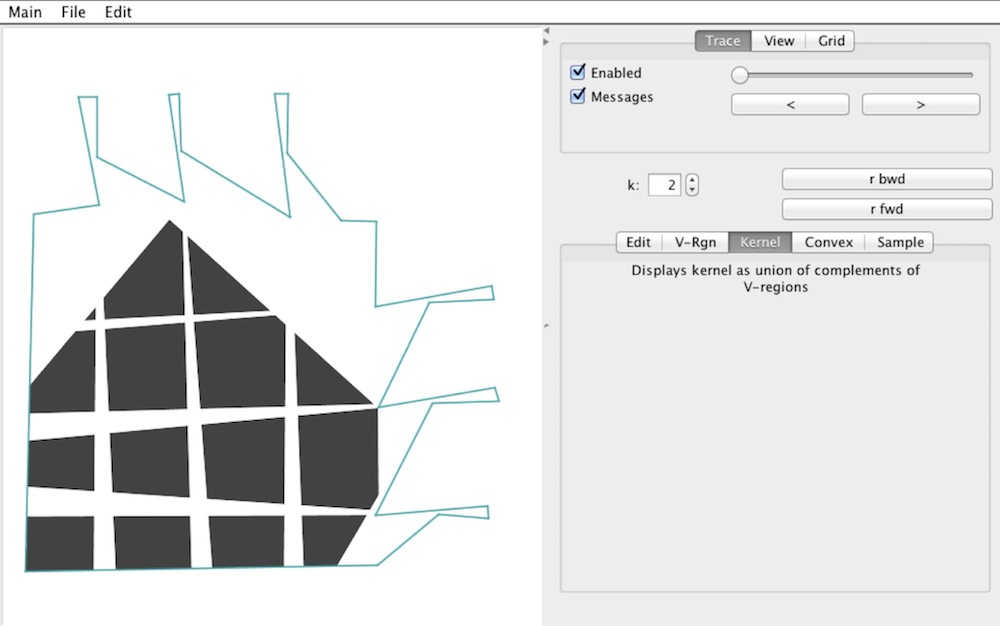 Main File Edit
Trace View Grid
Enabled
Messages
< >
k: 2
r bwd
r fwd
Edit V-Rgn Kernel Convex Sample
Displays kernel as union of complements of
V-regions